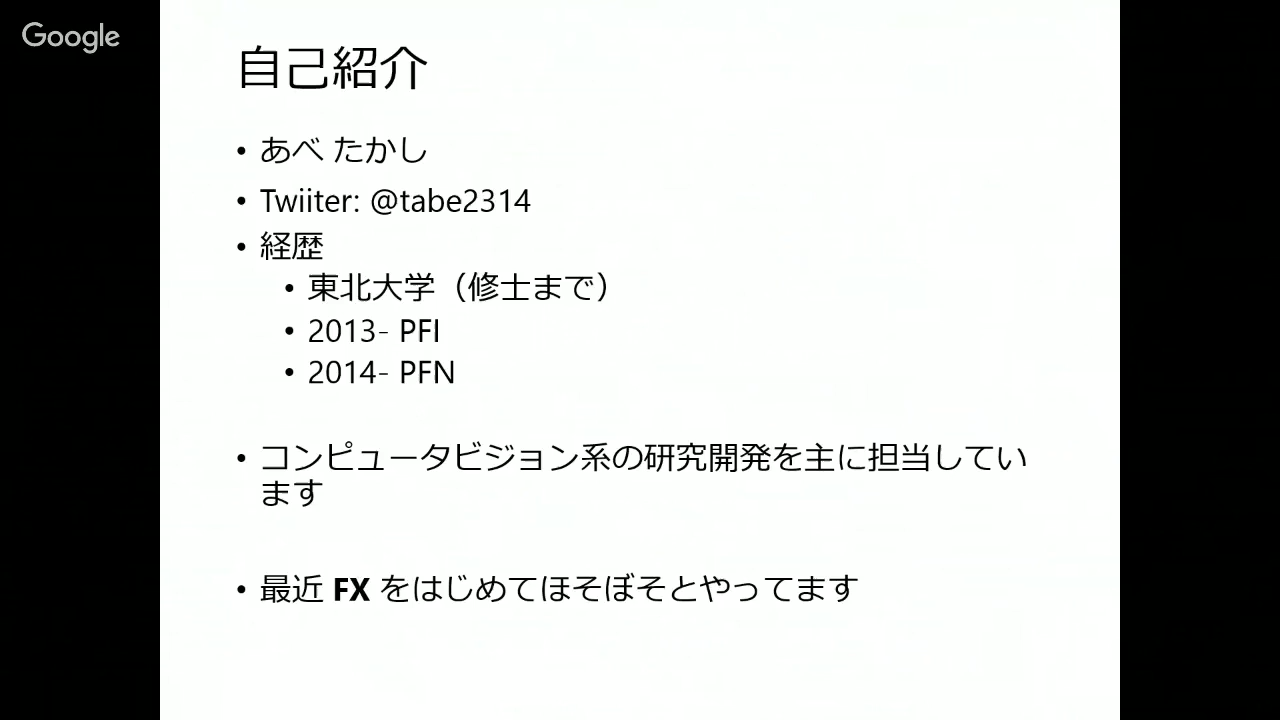 Google
自己紹介
• あべ たかし
• Twiiter: @tabe2314
• 経歴
• 東北大学（修士まで）
• 2013- PFI
• 2014- PFN
• コンピュータビジョン系の研究開発を主に担当してい
ます
• 最近 FX をはじめてほそぼそとやってます